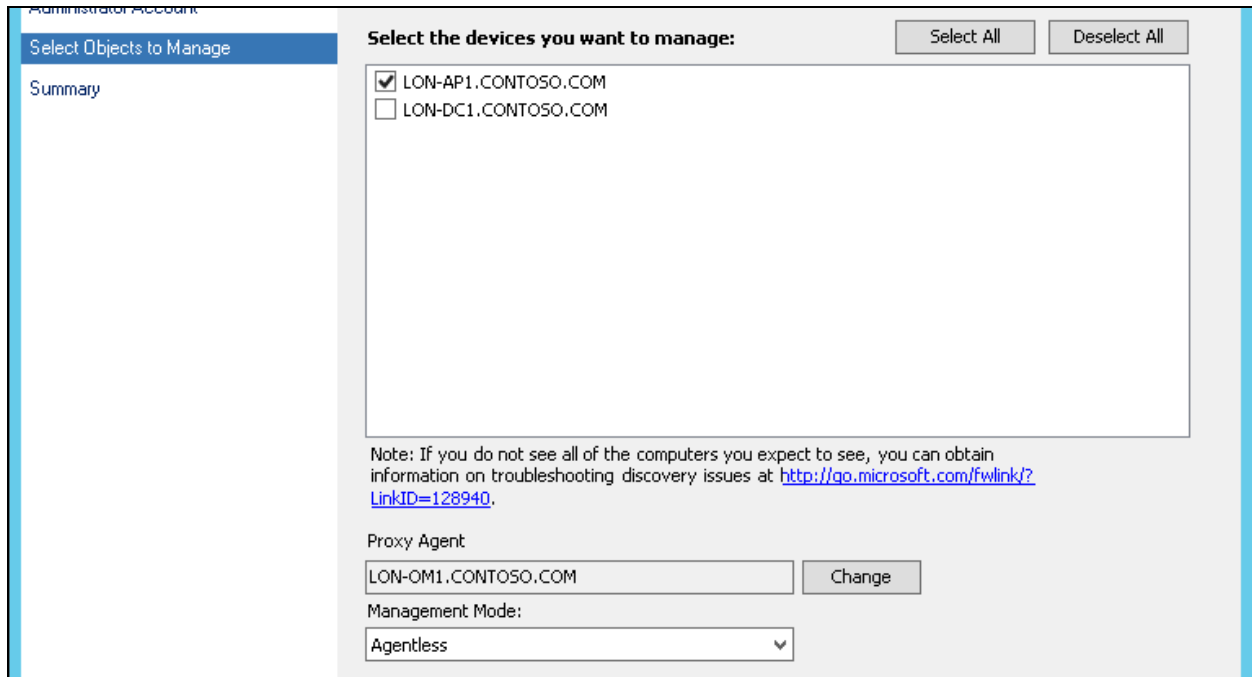 Administrator Account
Select Objects to Manage
Summary
Select the devices you want to manage:
Select All
Deselect All
LON-AP1.CONTOSO.COM
LON-DC1.CONTOSO.COM
Note: If you do not see all of the computers you expect to see, you can obtain
information on troubleshooting discovery issues at http://go.microsoft.com/fwlink/?
LinkID=128940.
Proxy Agent
LON-OM1.CONTOSO.COM
Change
Management Mode:
Agentless